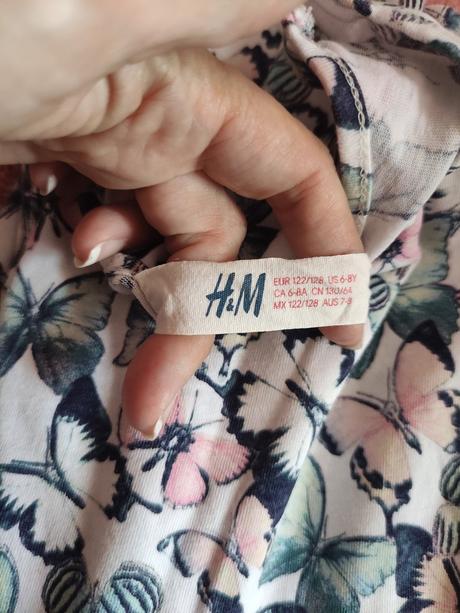 H&M
EUR 122/128, US 6-8Y
CA 6-8A, CN 130/64
MX 122/128 AUS 7-8